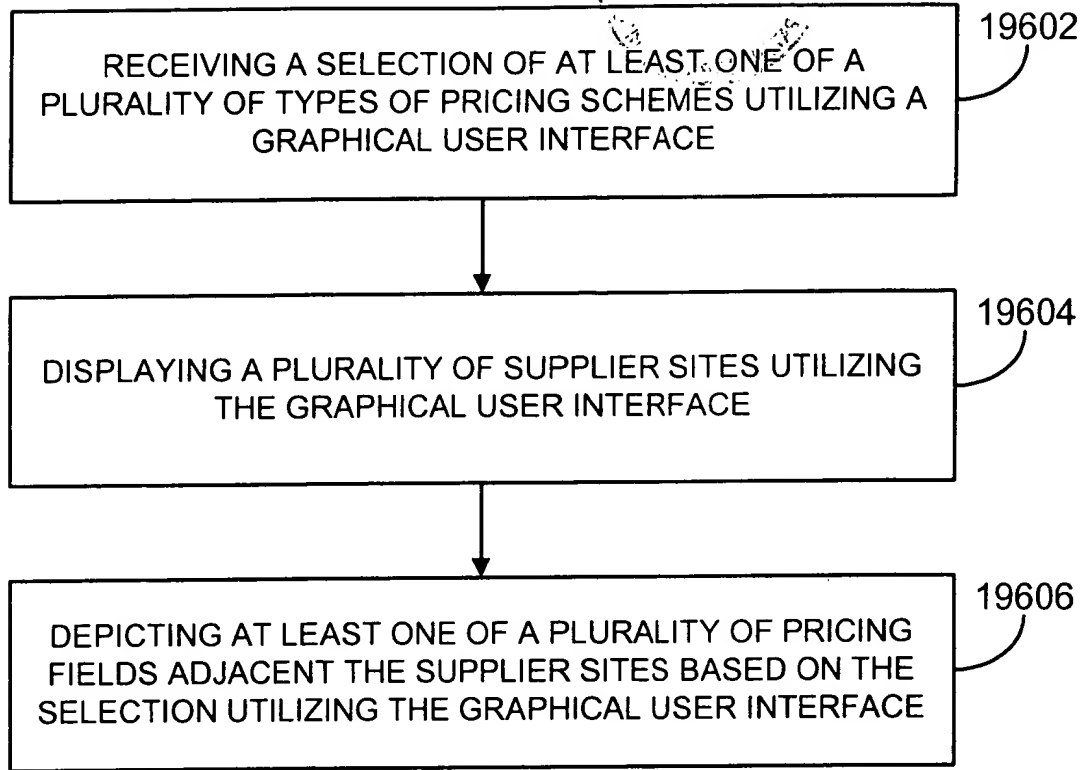 19602
RECEIVING A SELECTION OF AT LEAST ONE OF A
PLURALITY OF TYPES OF PRICING SCHEMES UTILIZING A
GRAPHICAL USER INTERFACE
19604
DISPLAYING A PLURALITY OF SUPPLIER SITES UTILIZING
THE GRAPHICAL USER INTERFACE
19606
DEPICTING AT LEAST ONE OF A PLURALITY OF PRICING
FIELDS ADJACENT THE SUPPLIER SITES BASED ON THE
SELECTION UTILIZING THE GRAPHICAL USER INTERFACE